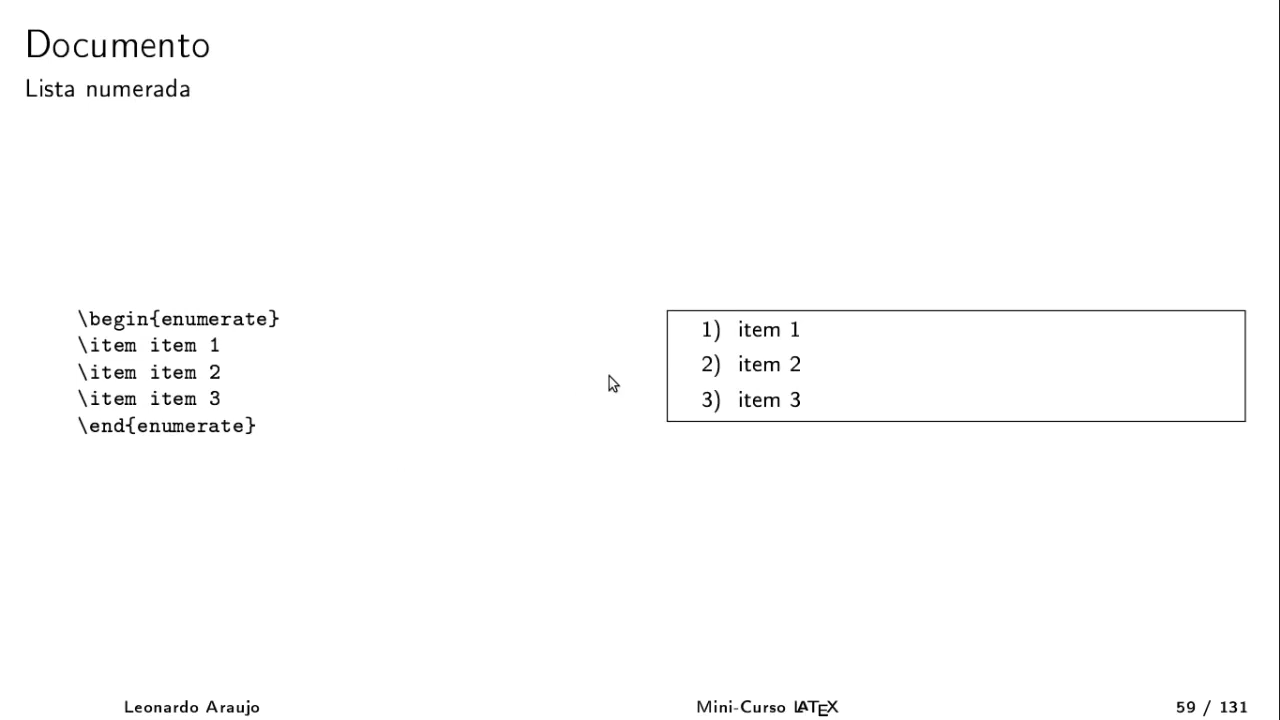 Documento
Lista numerada
\begin{enumerate}
\item item 1
\item item 2
\item item 3
\end{enumerate}
1) item 1
2) item 2
3) item 3
Leonardo Araujo
Mini-Curso LATEX
59 / 131